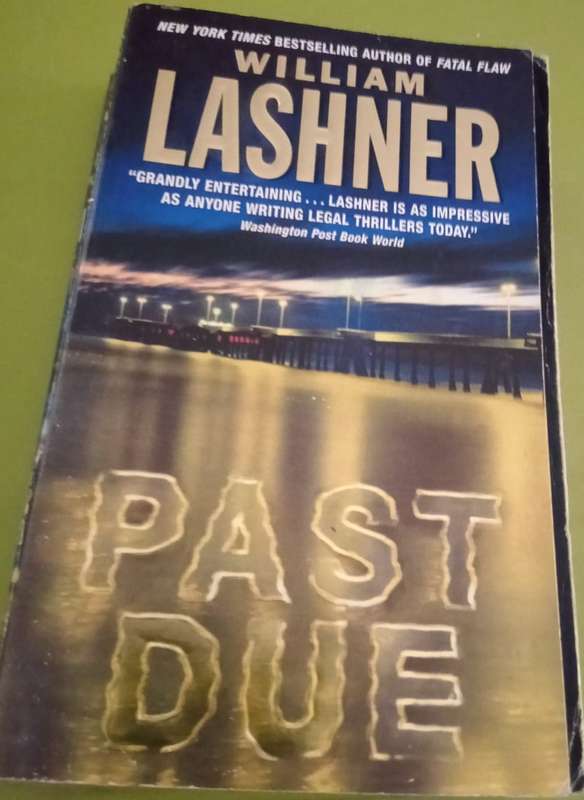 NEW YORK TIMES BESTSELLING AUTHOR OF FATAL FLAW
WILLIAM
LASHNER
“GRANDLY ENTERTAINING . . . LASHNER IS AS IMPRESSIVE
AS ANYONE WRITING LEGAL THRILLERS TODAY.”
Washington Post Book World
PAST
DUE